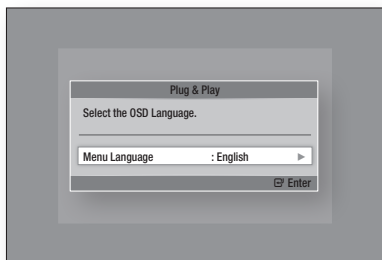 Plug & Play
Select the OSD Language.
Menu Language : English ►
Enter